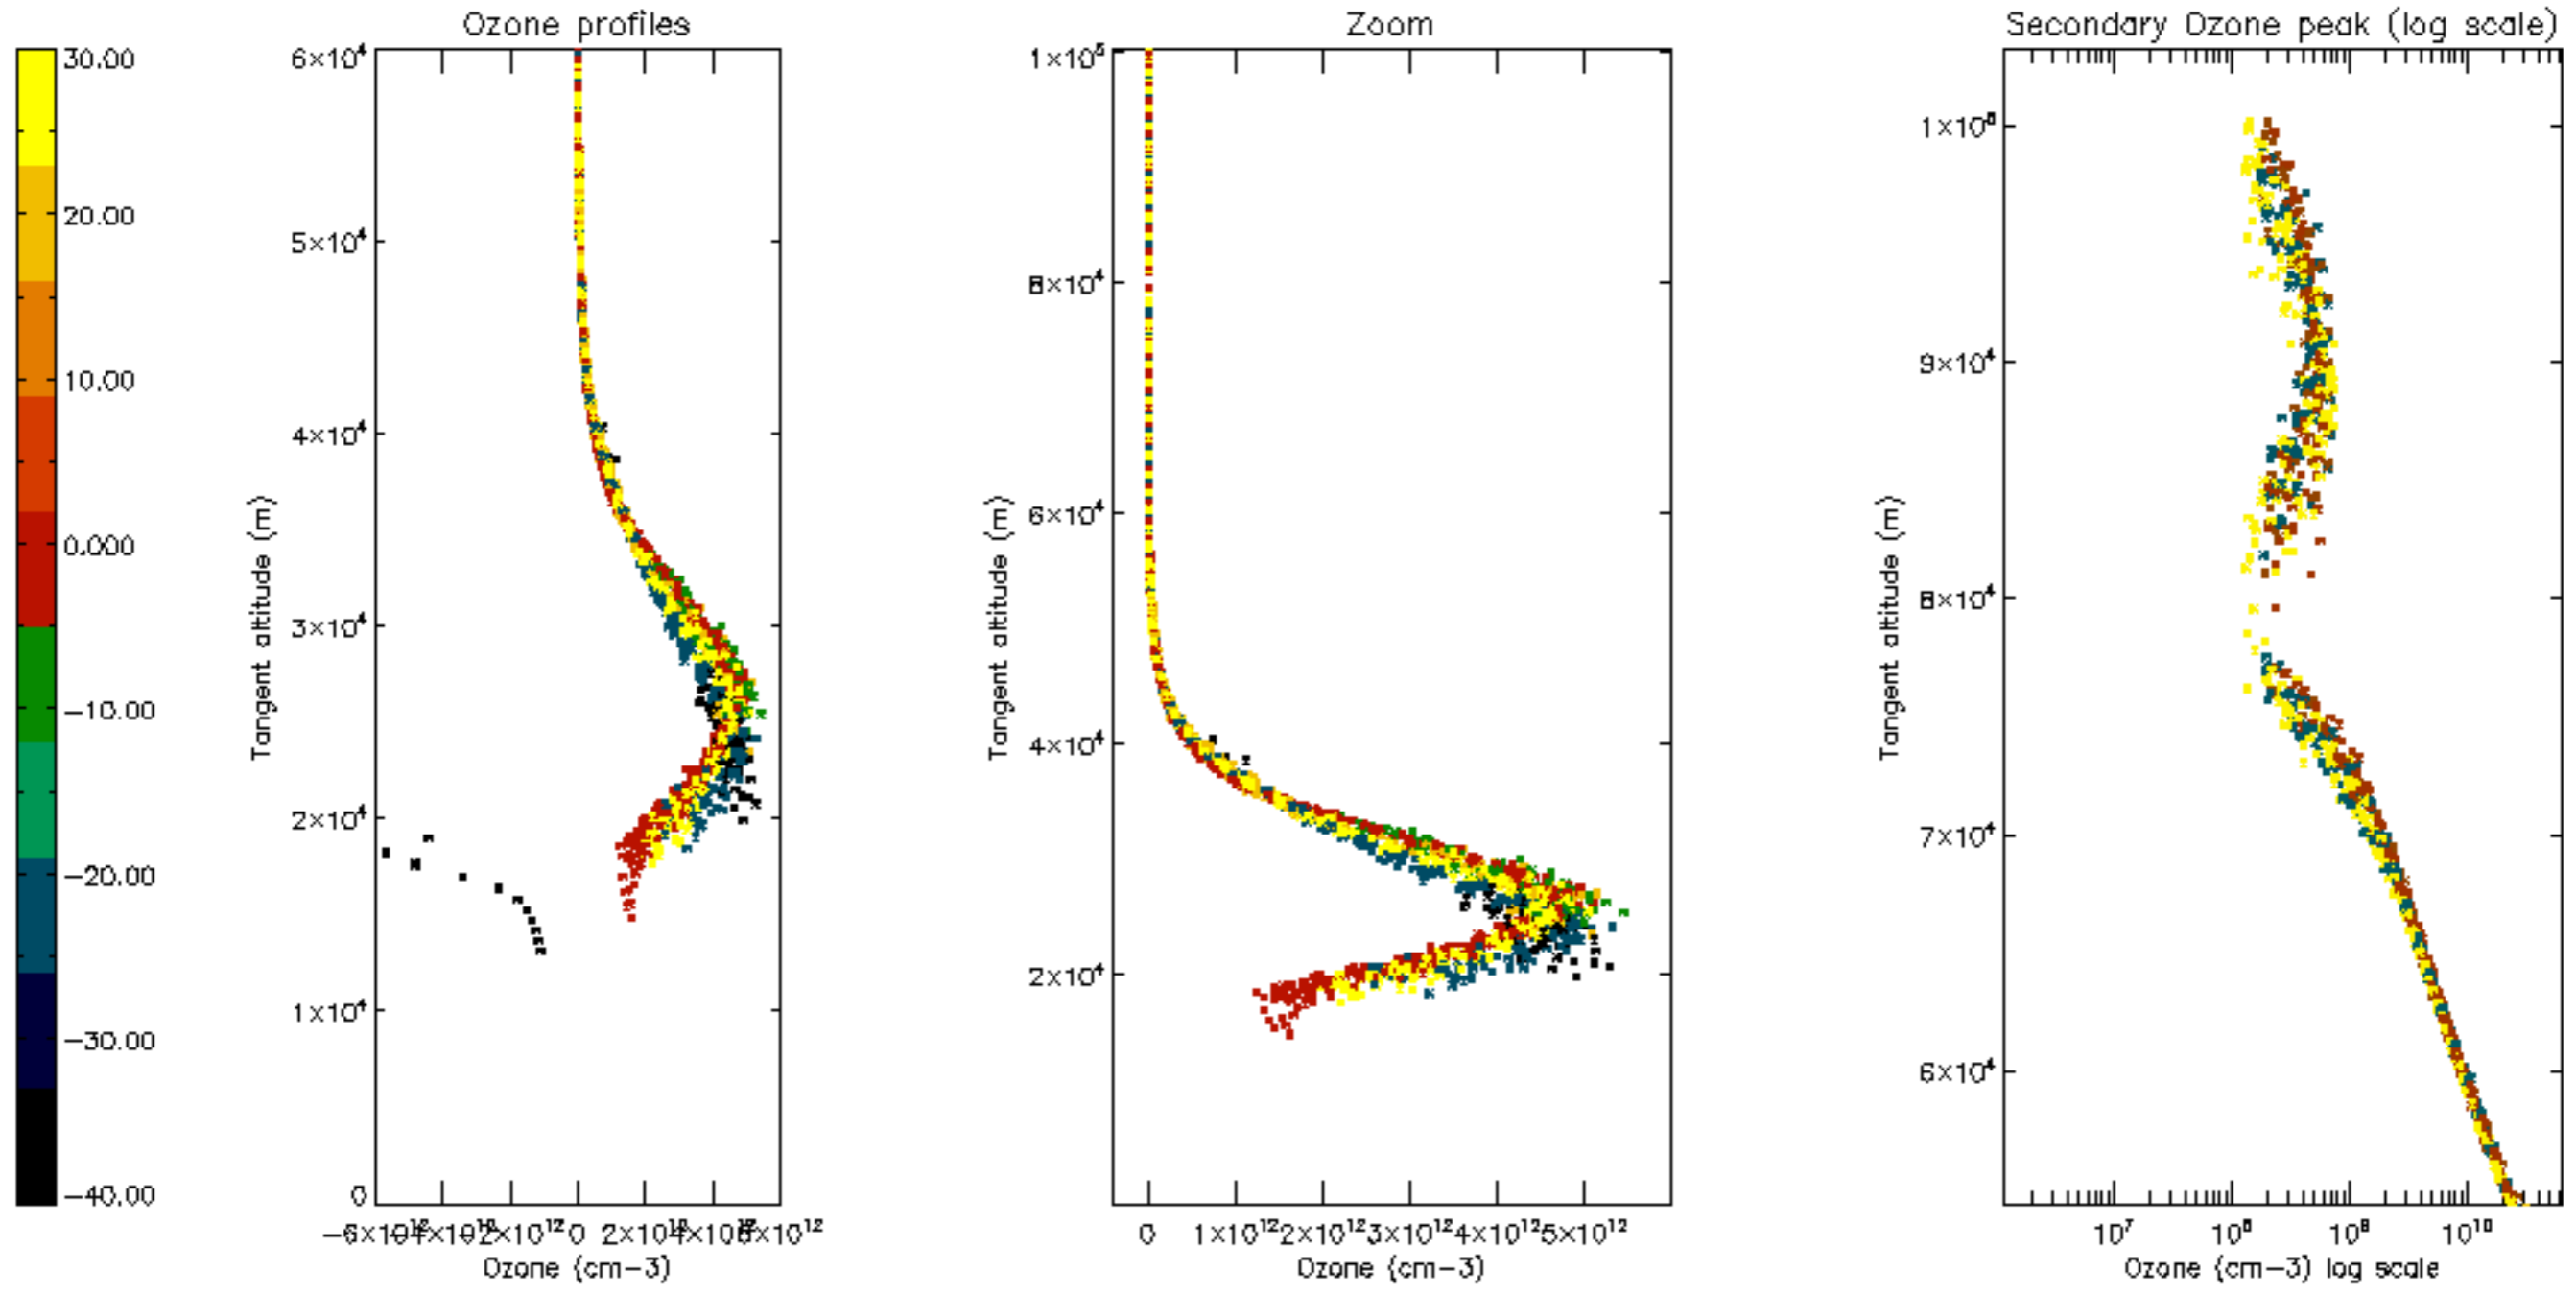 Ozone profiles
Zoom
Secondary Ozone peak (log scale)
30.00
20.00
10.00
0.000
−10.00
−20.00
−30.00
−40.00
Tangent altitude (m)
6×10⁴
5×10⁴
4×10⁴
3×10⁴
2×10⁴
1×10⁴
0
0
Ozone (cm−3)
Tangent altitude (m)
1×10⁵
8×10⁴
6×10⁴
4×10⁴
2×10⁴
0 1×10¹² 2×10¹² 3×10¹² 4×10¹² 5×10¹²
Ozone (cm−3)
Tangent altitude (m)
1×10⁵
9×10⁴
8×10⁴
7×10⁴
6×10⁴
10⁷ 10⁸ 10⁹ 10¹⁰
Ozone (cm−3) log scale